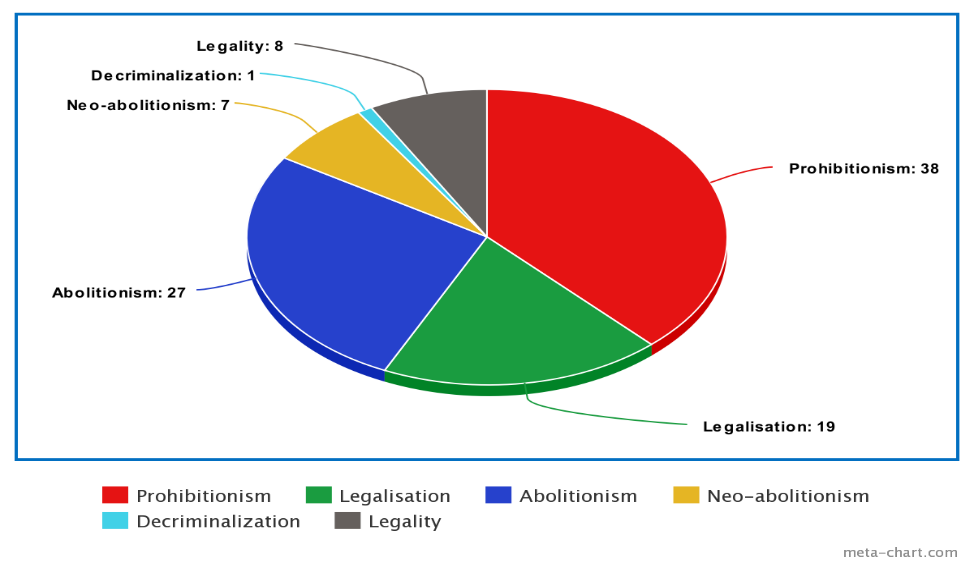 Legality: 8
Decriminalization: 1
Neo-abolitionism: 7
Prohibitionism: 38
Abolitionism: 27
Legalisation: 19
Prohibitionism Legalisation Abolitionism Neo-abolitionism
Decriminalization Legality
meta-chart.com